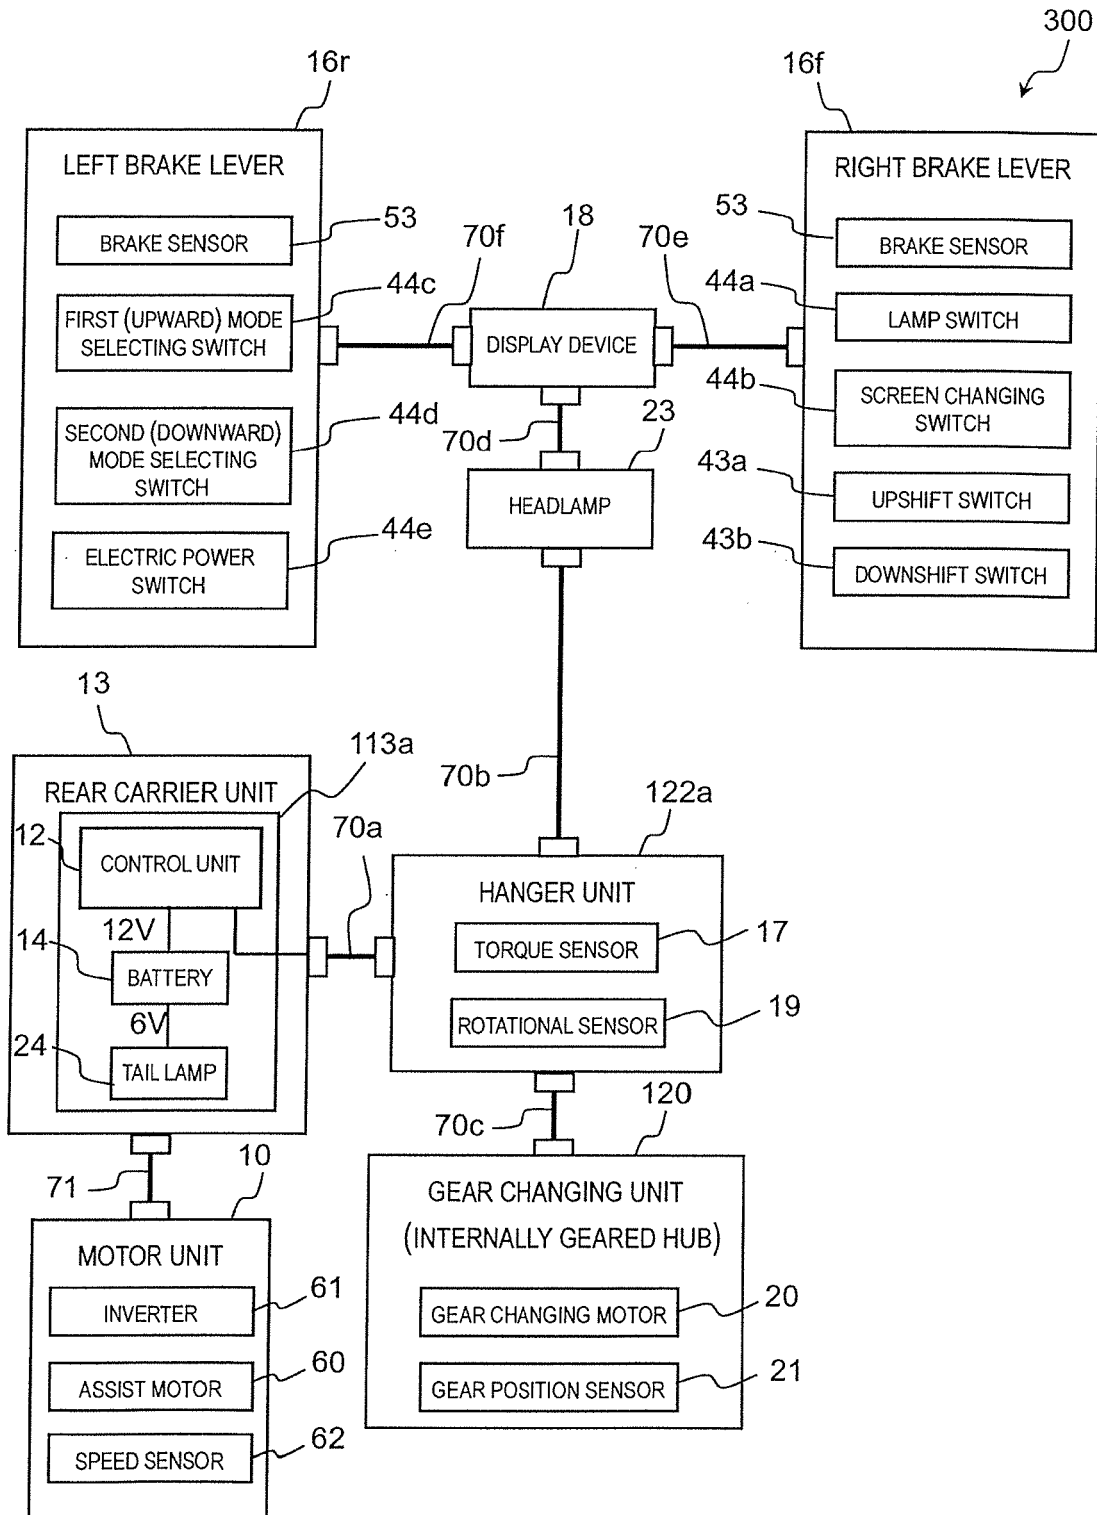 300
16r
16f
LEFT BRAKE LEVER
BRAKE SENSOR
53
FIRST (UPWARD) MODE
SELECTING SWITCH
44c
SECOND (DOWNWARD)
MODE SELECTING
SWITCH
44d
ELECTRIC POWER
SWITCH
44e
70f
18
70e
DISPLAY DEVICE
70d
23
HEADLAMP
RIGHT BRAKE LEVER
53
BRAKE SENSOR
44a
LAMP SWITCH
44b
SCREEN CHANGING
SWITCH
43a
UPSHIFT SWITCH
43b
DOWNSHIFT SWITCH
13
113a
REAR CARRIER UNIT
12
CONTROL UNIT
12V
14
BATTERY
6V
24
TAIL LAMP
70a
70b
122a
HANGER UNIT
TORQUE SENSOR
17
ROTATIONAL SENSOR
19
71
10
MOTOR UNIT
INVERTER
61
ASSIST MOTOR
60
SPEED SENSOR
62
70c
120
GEAR CHANGING UNIT
(INTERNALLY GEARED HUB)
GEAR CHANGING MOTOR
20
GEAR POSITION SENSOR
21